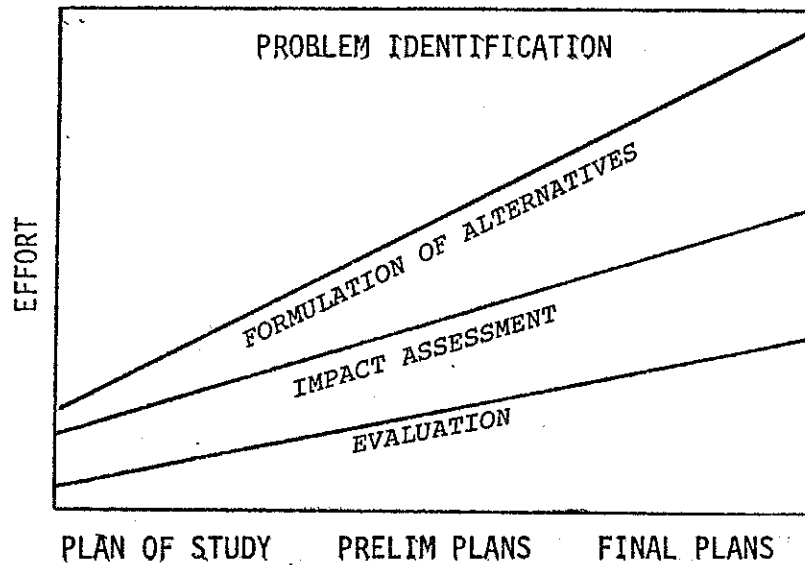 PROBLEM IDENTIFICATION
EFFORT
FORMULATION OF ALTERNATIVES
IMPACT ASSESSMENT
EVALUATION
PLAN OF STUDY PRELIM PLANS FINAL PLANS